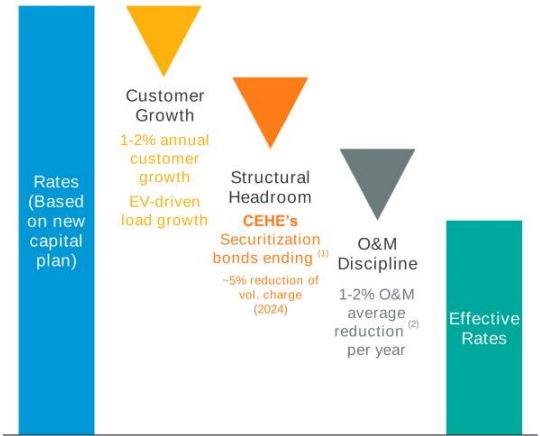 Rates
(Based
on new
capital
plan)
Customer
Growth
1-2% annual
customer
growth
EV-driven
load growth
Structural
Headroom
CEHE's
Securitization
bonds ending (1)
~5% reduction of
vol. charge
(2024)
O&M
Discipline
1-2% O&M
average
reduction (2)
per year
Effective
Rates